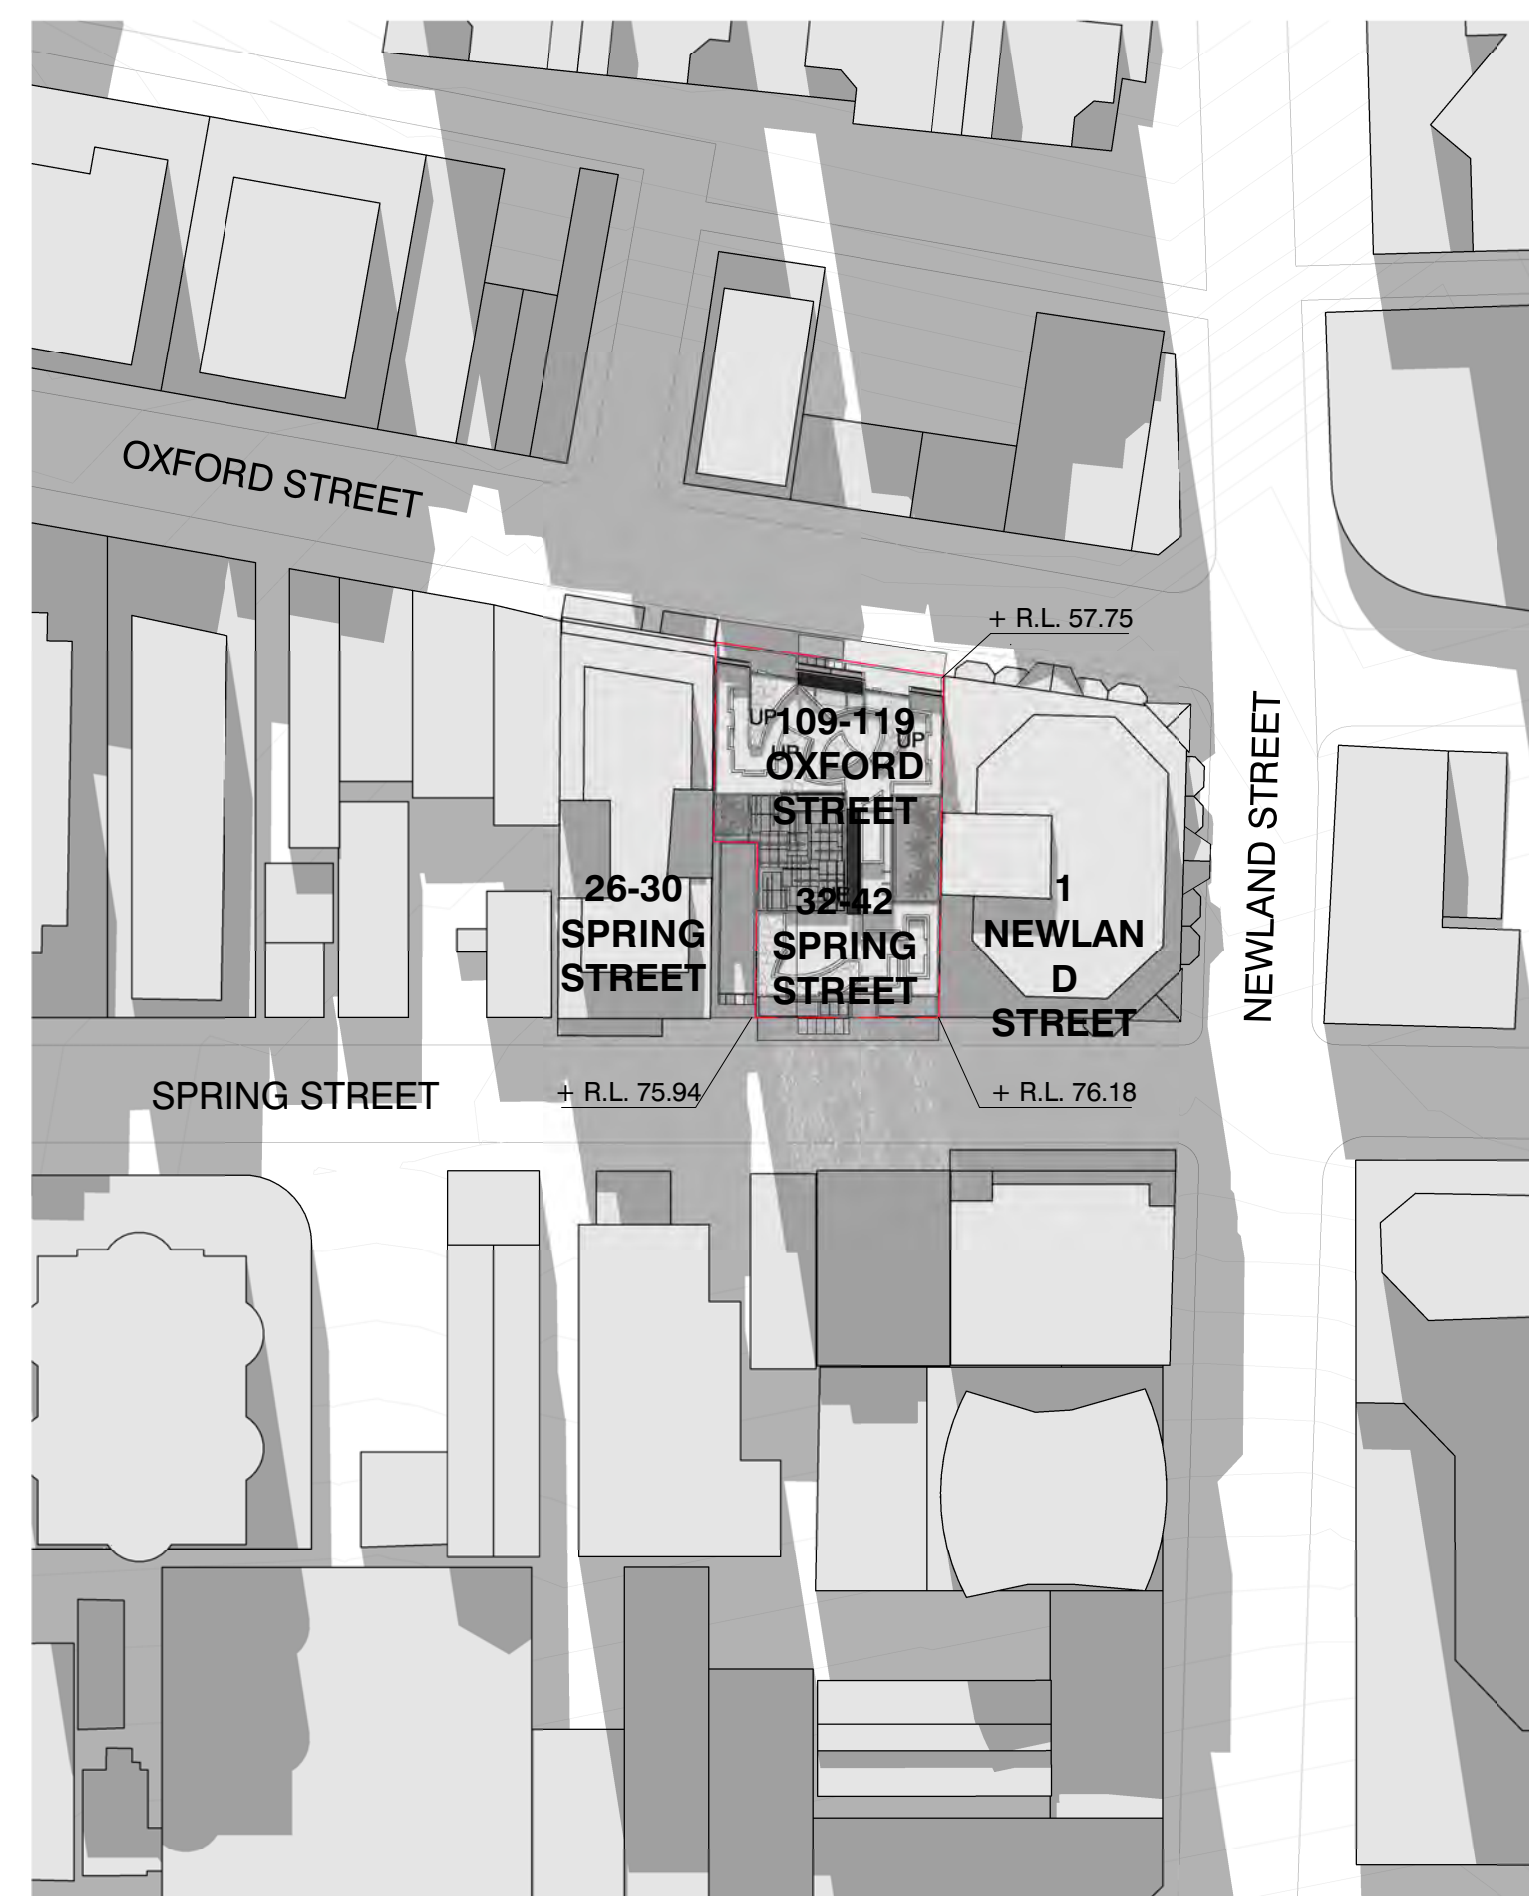 OXFORD STREET
+ R.L. 57.75
NEWLAND STREET
UP
UP
UP
109-119
OXFORD
STREET
26-30
SPRING
STREET
32-42
SPRING
STREET
1
NEWLAN
D
STREET
SPRING STREET
+ R.L. 75.94
+ R.L. 76.18